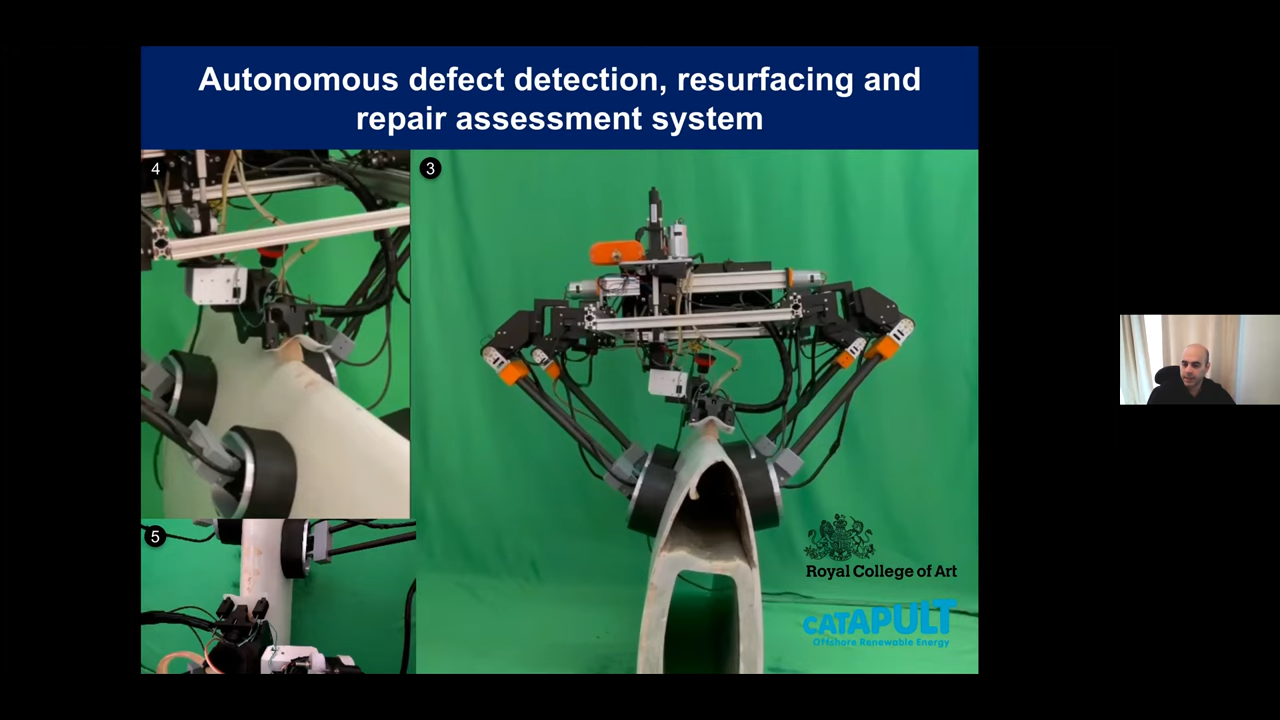 Autonomous defect detection, resurfacing and
repair assessment system
4
3
5
Royal College of Art
CATAPULT
Offshore Renewable Energy